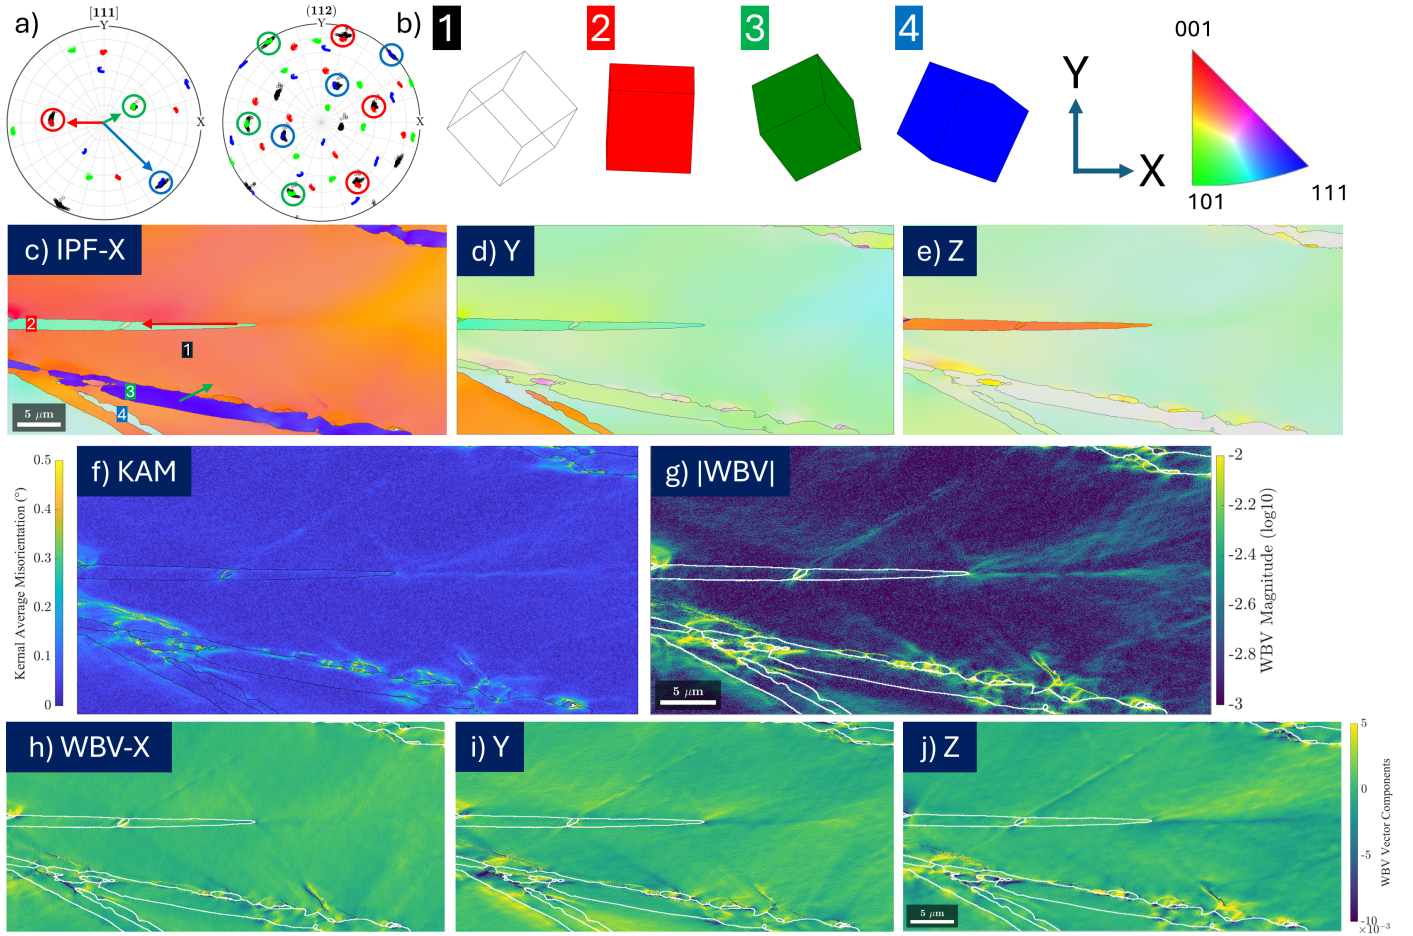 a)
[111]
Y
X
(112)
Y
X
b)
1
2
3
4
Y
X
001
101
111
c) IPF-X
2
1
3
4
5 μm
d) Y
e) Z
Kernal Average Misorientation (°)
0.5
0.4
0.3
0.2
0.1
0
f) KAM
g) |WBV|
5 μm
-2
-2.2
-2.4
-2.6
-2.8
-3
WBV Magnitude (log10)
h) WBV-X
i) Y
j) Z
5 μm
5
0
-5
-10
×10⁻³
WBV Vector Components